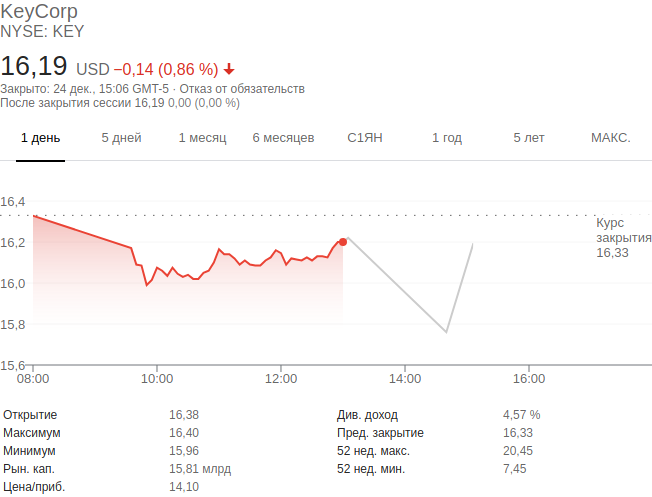 KeyCorp
NYSE: KEY
16,19 USD −0,14 (0,86 %)
Закрыто: 24 дек., 15:06 GMT-5 · Отказ от обязательств
После закрытия сессии 16,19 0,00 (0,00 %)
1 день 5 дней 1 месяц 6 месяцев С1ЯН 1 год 5 лет МАКС.
16,4
Курс
закрытия
16,33
16,2
16,0
15,8
15,6
08:00 10:00 12:00 14:00 16:00
Открытие 16,38 Див. доход 4,57 %
Максимум 16,40 Пред. закрытие 16,33
Минимум 15,96 52 нед. макс. 20,45
Рын. кап. 15,81 млрд 52 нед. мин. 7,45
Цена/приб. 14,10